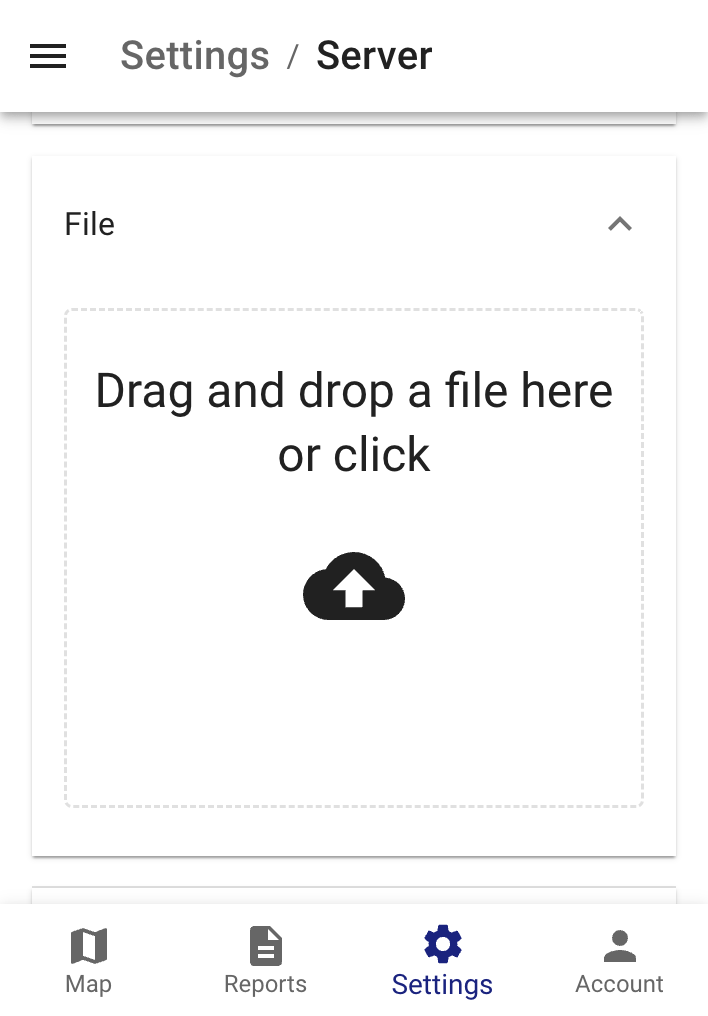 Settings / Server
File
Drag and drop a file here
or click
Map
Reports
Settings
Account